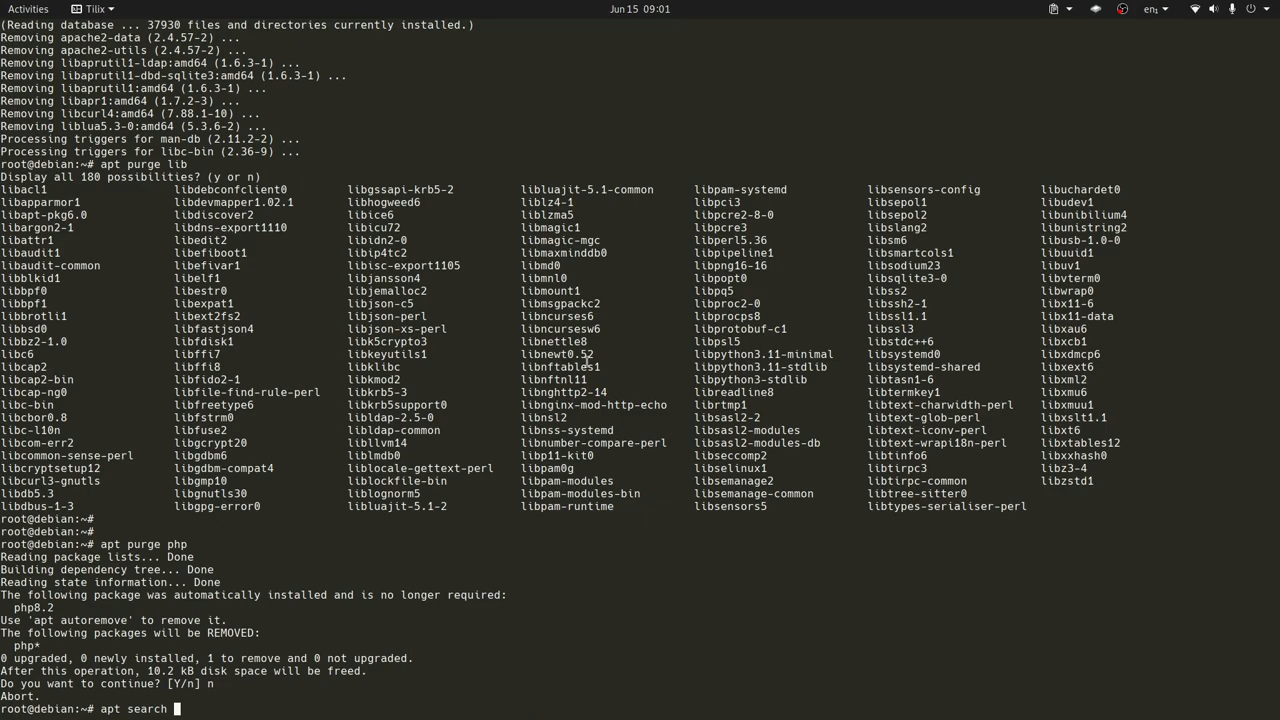 Activities Tilix Jun 15 09:01 en₁
(Reading database ... 37930 files and directories currently installed.)
Removing apache2-data (2.4.57-2) ...
Removing apache2-utils (2.4.57-2) ...
Removing libaprutil1-ldap:amd64 (1.6.3-1) ...
Removing libaprutil1-dbd-sqlite3:amd64 (1.6.3-1) ...
Removing libaprutil1:amd64 (1.6.3-1) ...
Removing libapr1:amd64 (1.7.2-3) ...
Removing libcurl4:amd64 (7.88.1-10) ...
Removing liblua5.3-0:amd64 (5.3.6-2) ...
Processing triggers for man-db (2.11.2-2) ...
Processing triggers for libc-bin (2.36-9) ...
root@debian:~# apt purge lib
Display all 180 possibilities? (y or n)
libacl1 libdebconfclient0 libgssapi-krb5-2 libluajit-5.1-common libpam-systemd libsensors-config libuchardet0
libapparmor1 libdevmapper1.02.1 libhogweed6 liblz4-1 libpci3 libsepol1 libudev1
libapt-pkg6.0 libdiscover2 libice6 liblzma5 libpcre2-8-0 libsepol2 libunibilium4
libargon2-1 libdns-export1110 libicu72 libmagic1 libpcre3 libslang2 libunistring2
libattr1 libedit2 libidn2-0 libmagic-mgc libperl5.36 libsm6 libusb-1.0-0
libaudit1 libefiboot1 libip4tc2 libmaxminddb0 libpipeline1 libsmartcols1 libuuid1
libaudit-common libefivar1 libisc-export1105 libmd0 libpng16-16 libsodium23 libuv1
libblkid1 libelf1 libjansson4 libmnl0 libpopt0 libsqlite3-0 libvterm0
libbpf0 libestr0 libjemalloc2 libmount1 libpq5 libss2 libwrap0
libbpf1 libexpat1 libjson-c5 libmsgpackc2 libproc2-0 libssh2-1 libx11-6
libbrotli1 libext2fs2 libjson-perl libncurses6 libprocps8 libssl1.1 libx11-data
libbsd0 libfastjson4 libjson-xs-perl libncursesw6 libprotobuf-c1 libssl3 libxau6
libbz2-1.0 libfdisk1 libk5crypto3 libnettle8 libpsl5 libstdc++6 libxcb1
libc6 libffi7 libkeyutils1 libnewt0.52 libpython3.11-minimal libsystemd0 libxdmcp6
libcap2 libffi8 libklibc libnftables1 libpython3.11-stdlib libsystemd-shared libxext6
libcap2-bin libfido2-1 libkmod2 libnftnl11 libpython3-stdlib libtasn1-6 libxml2
libcap-ng0 libfile-find-rule-perl libkrb5-3 libnghttp2-14 libreadline8 libtermkey1 libxmu6
libc-bin libfreetype6 libkrb5support0 libnginx-mod-http-echo librtmp1 libtext-charwidth-perl libxmuu1
libcbor0.8 libfstrm0 libldap-2.5-0 libnsl2 libsasl2-2 libtext-glob-perl libxslt1.1
libc-l10n libfuse2 libldap-common libnss-systemd libsasl2-modules libtext-iconv-perl libxt6
libcom-err2 libgcrypt20 libllvm14 libnumber-compare-perl libsasl2-modules-db libtext-wrapi18n-perl libxtables12
libcommon-sense-perl libgdbm6 liblmdb0 libp11-kit0 libseccomp2 libtinfo6 libxxhash0
libcryptsetup12 libgdbm-compat4 liblocale-gettext-perl libpam0g libselinux1 libtirpc3 libz3-4
libcurl3-gnutls libgmp10 liblockfile-bin libpam-modules libsemanage2 libtirpc-common libzstd1
libdb5.3 libgnutls30 liblognorm5 libpam-modules-bin libsemanage-common libtree-sitter0
libdbus-1-3 libgpg-error0 libluajit-5.1-2 libpam-runtime libsensors5 libtypes-serialiser-perl
root@debian:~#
root@debian:~#
root@debian:~# apt purge php
Reading package lists... Done
Building dependency tree... Done
Reading state information... Done
The following package was automatically installed and is no longer required:
php8.2
Use 'apt autoremove' to remove it.
The following packages will be REMOVED:
php*
0 upgraded, 0 newly installed, 1 to remove and 0 not upgraded.
After this operation, 10.2 kB disk space will be freed.
Do you want to continue? [Y/n] n
Abort.
root@debian:~# apt search